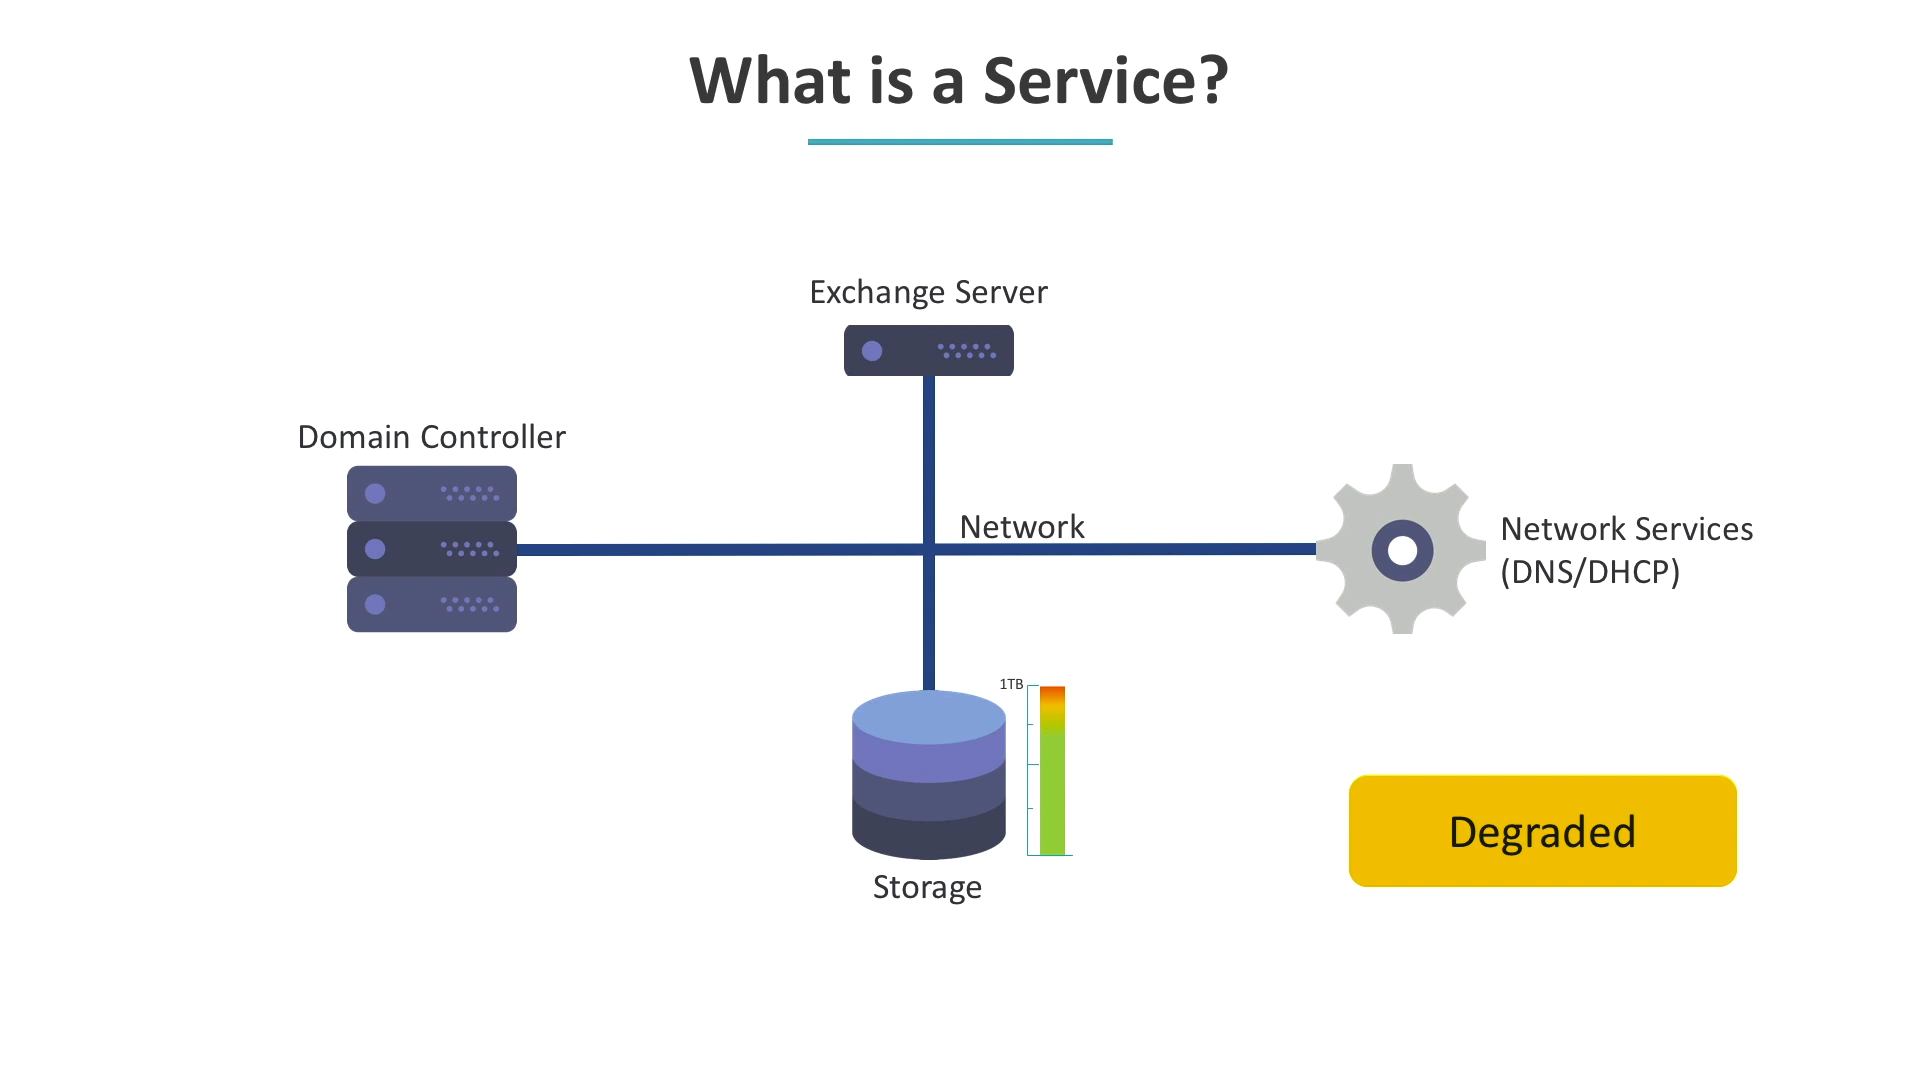 What is a Service?
Exchange Server
Domain Controller
Network
Network Services
(DNS/DHCP)
1TB
Degraded
Storage